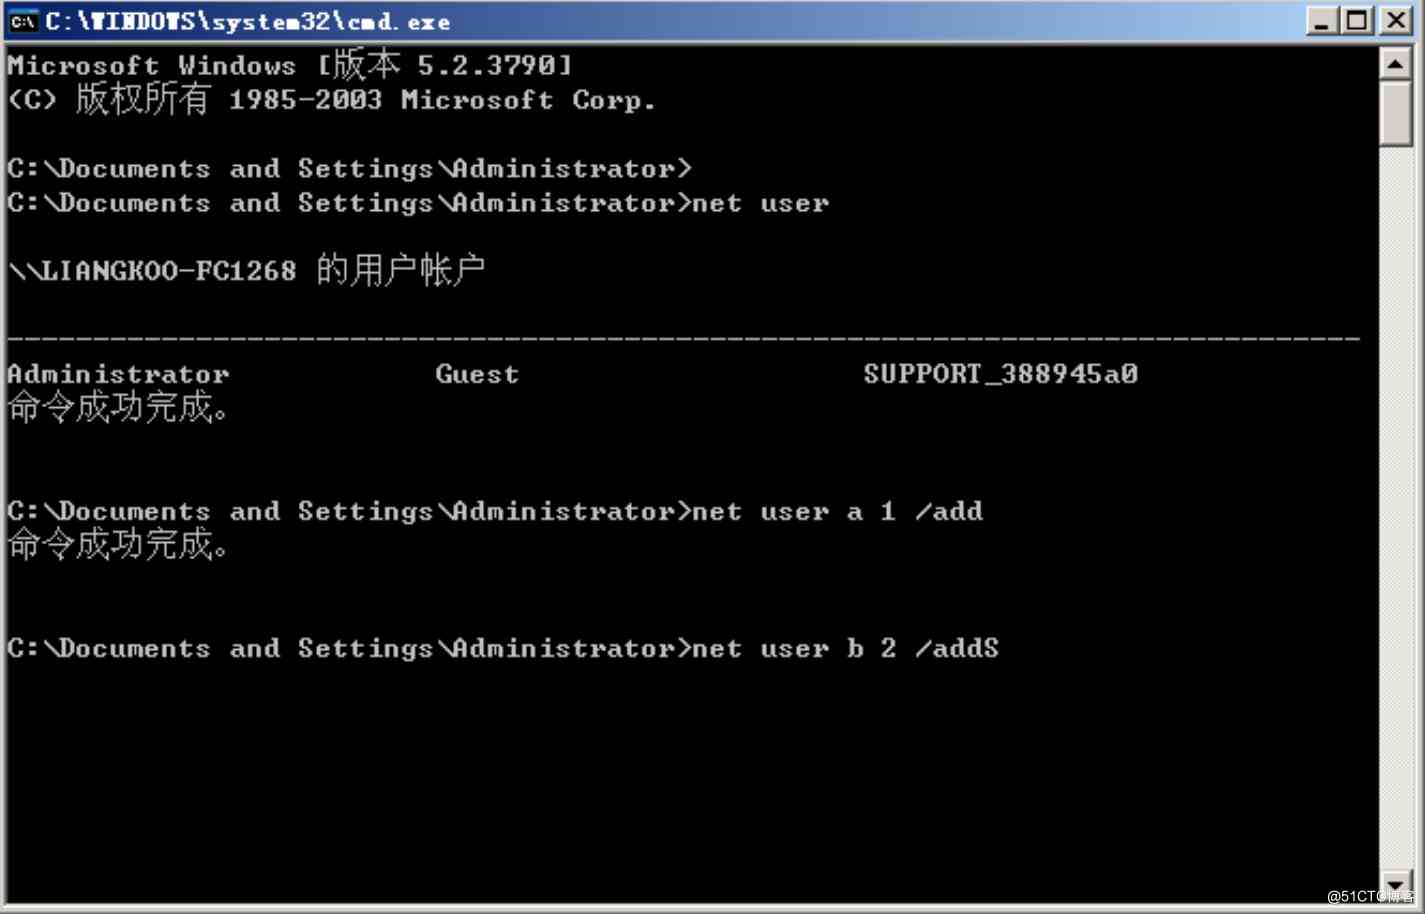 C:\WINDOWS\system32\cmd.exe
Microsoft Windows [版本 5.2.3790]
(C) 版权所有 1985-2003 Microsoft Corp.
C:\Documents and Settings\Administrator>
C:\Documents and Settings\Administrator>net user
\\LIANGKOO-FC1268 的用户帐户
-------------------------------------------------------------------------------
Administrator Guest SUPPORT_388945a0
命令成功完成。
C:\Documents and Settings\Administrator>net user a 1 /add
命令成功完成。
C:\Documents and Settings\Administrator>net user b 2 /addS
@51CTO博客